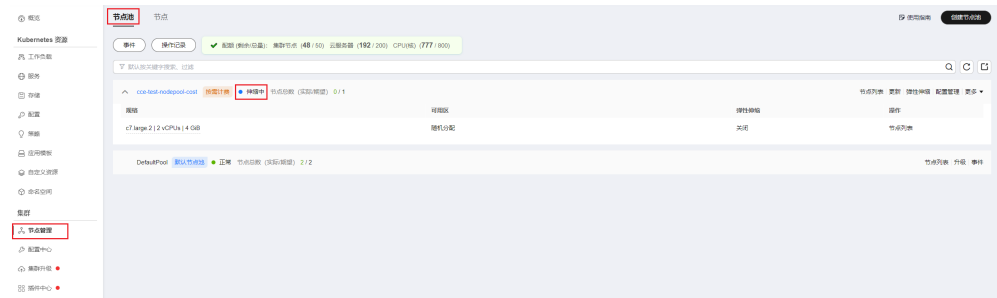 概览
Kubernetes 资源
工作负载
服务
存储
配置
策略
应用模板
自定义资源
命名空间
集群
节点管理
配置中心
集群升级
插件中心
节点池 节点
使用指南 创建节点池
事件 操作记录 配额 (剩余/总量): 集群节点 (48 / 50) 云服务器 (192 / 200) CPU(核) (777 / 800)
默认按关键字搜索、过滤
cce-test-nodepool-cost 按需计费 伸缩中 节点总数 (实际/期望) 0 / 1 节点列表 更新 弹性伸缩 配置管理 更多
规格 可用区 弹性伸缩 操作
c7.large.2 | 2 vCPUs | 4 GiB 随机分配 关闭 节点列表
DefaultPool 默认节点池 正常 节点总数 (实际/期望) 2 / 2 节点列表 升级 事件